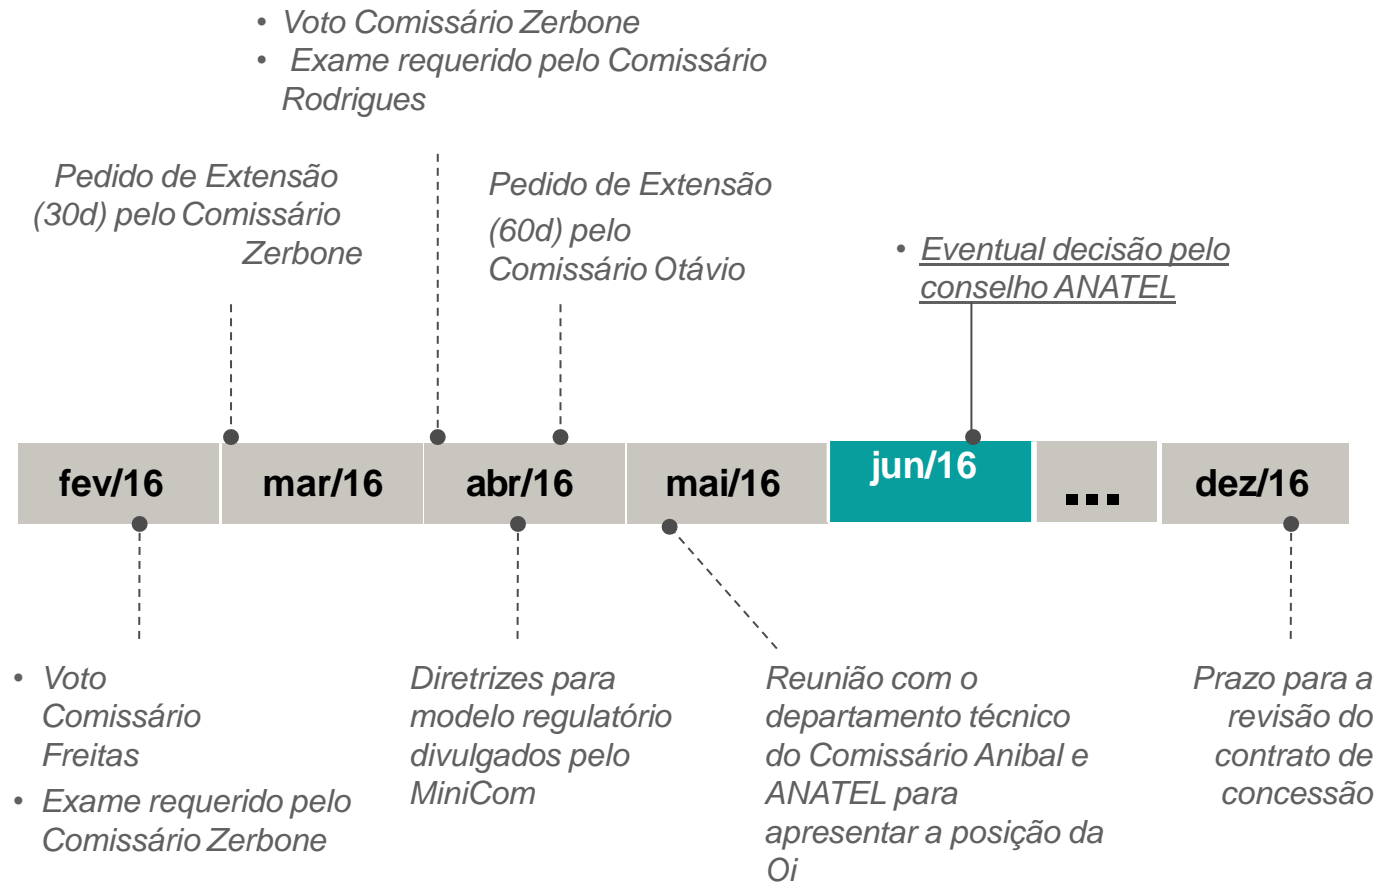 • Voto Comissário Zerbone
• Exame requerido pelo Comissário
Rodrigues
Pedido de Extensão
(30d) pelo Comissário
Zerbone
Pedido de Extensão
(60d) pelo
Comissário Otávio
• Eventual decisão pelo
conselho ANATEL
fev/16
mar/16
abr/16
mai/16
jun/16
...
dez/16
• Voto
Comissário
Freitas
• Exame requerido pelo
Comissário Zerbone
Diretrizes para
modelo regulatório
divulgados pelo
MiniCom
Reunião com o
departamento técnico
do Comissário Anibal e
ANATEL para
apresentar a posição da
Oi
Prazo para a
revisão do
contrato de
concessão